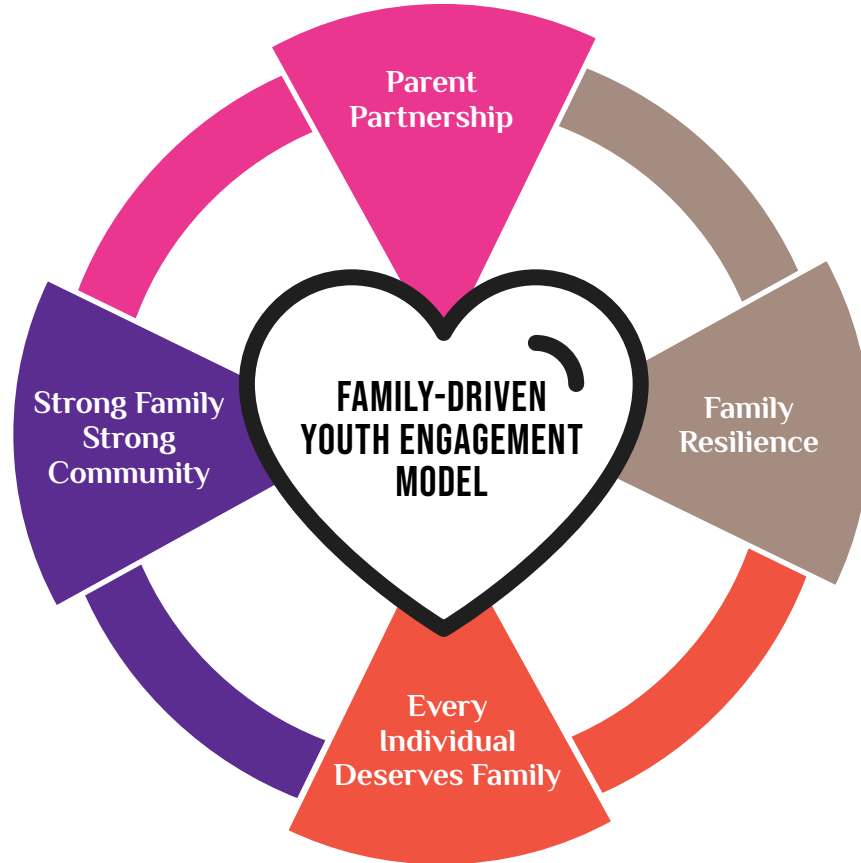 Parent
Partnership
Strong Family
Strong
Community
FAMILY-DRIVEN
YOUTH ENGAGEMENT
MODEL
Family
Resilience
Every
Individual
Deserves Family